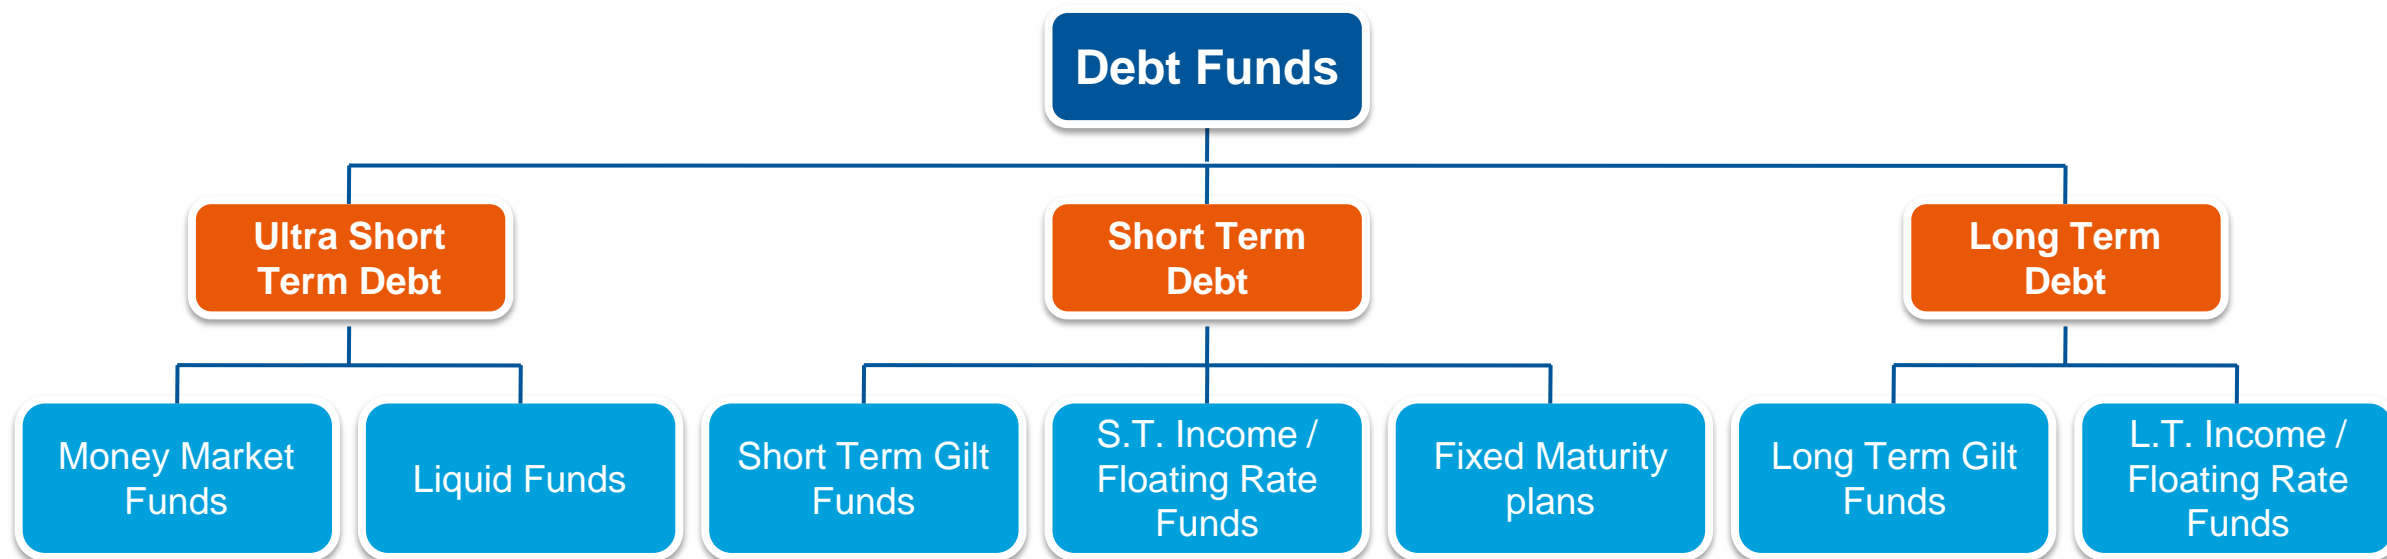 Debt Funds
Ultra Short
Term Debt
Short Term
Debt
Long Term
Debt
Money Market
Funds
Liquid Funds
Short Term Gilt
Funds
S.T. Income /
Floating Rate
Funds
Fixed Maturity
plans
Long Term Gilt
Funds
L.T. Income /
Floating Rate
Funds